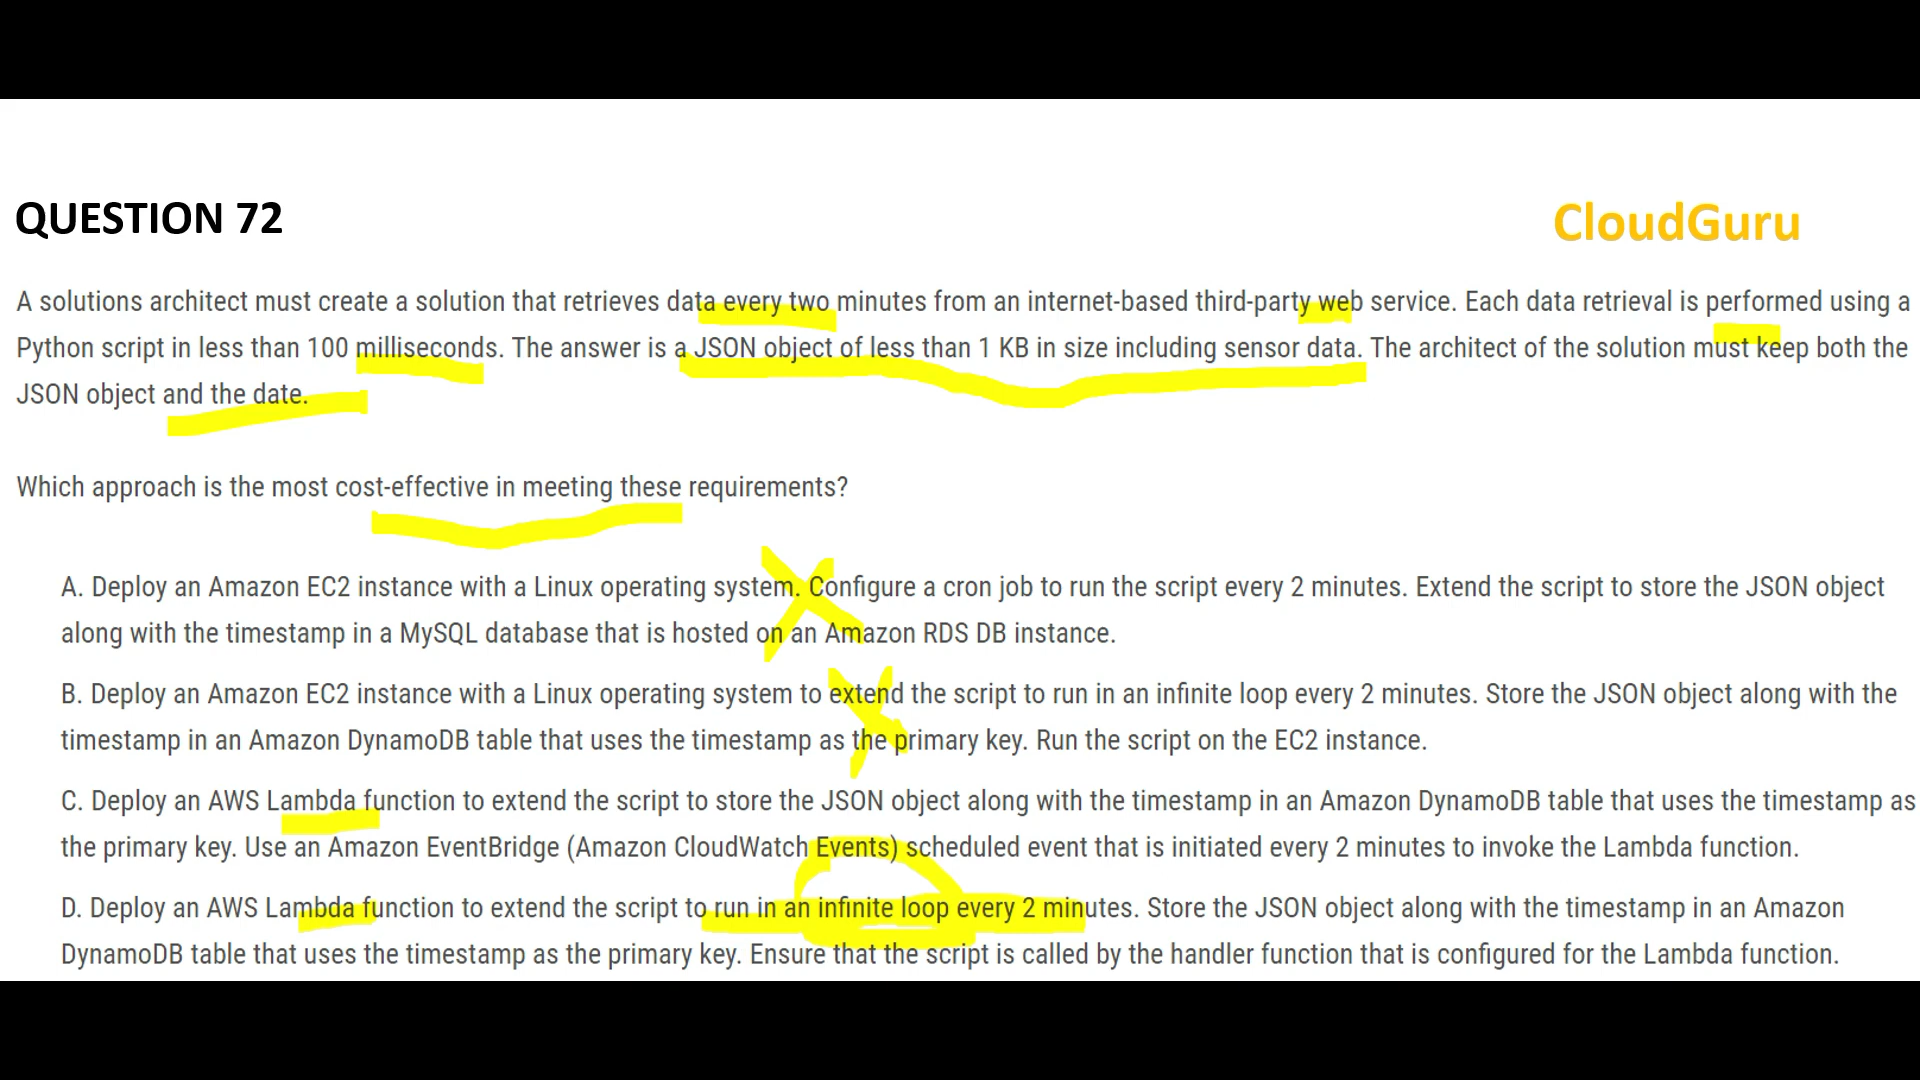 QUESTION 72
CloudGuru
A solutions architect must create a solution that retrieves data every two minutes from an internet-based third-party web service. Each data retrieval is performed using a
Python script in less than 100 milliseconds. The answer is a JSON object of less than 1 KB in size including sensor data. The architect of the solution must keep both the
JSON object and the date.
Which approach is the most cost-effective in meeting these requirements?
A. Deploy an Amazon EC2 instance with a Linux operating system. Configure a cron job to run the script every 2 minutes. Extend the script to store the JSON object
along with the timestamp in a MySQL database that is hosted on an Amazon RDS DB instance.
B. Deploy an Amazon EC2 instance with a Linux operating system to extend the script to run in an infinite loop every 2 minutes. Store the JSON object along with the
timestamp in an Amazon DynamoDB table that uses the timestamp as the primary key. Run the script on the EC2 instance.
C. Deploy an AWS Lambda function to extend the script to store the JSON object along with the timestamp in an Amazon DynamoDB table that uses the timestamp as
the primary key. Use an Amazon EventBridge (Amazon CloudWatch Events) scheduled event that is initiated every 2 minutes to invoke the Lambda function.
D. Deploy an AWS Lambda function to extend the script to run in an infinite loop every 2 minutes. Store the JSON object along with the timestamp in an Amazon
DynamoDB table that uses the timestamp as the primary key. Ensure that the script is called by the handler function that is configured for the Lambda function.